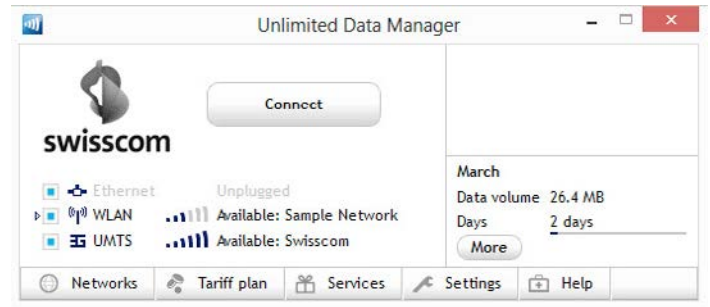 Unlimited Data Manager
swisscom
Connect
Ethernet Unplugged
WLAN Available: Sample Network
UMTS Available: Swisscom
March
Data volume 26.4 MB
Days 2 days
More
Networks Tariff plan Services Settings Help